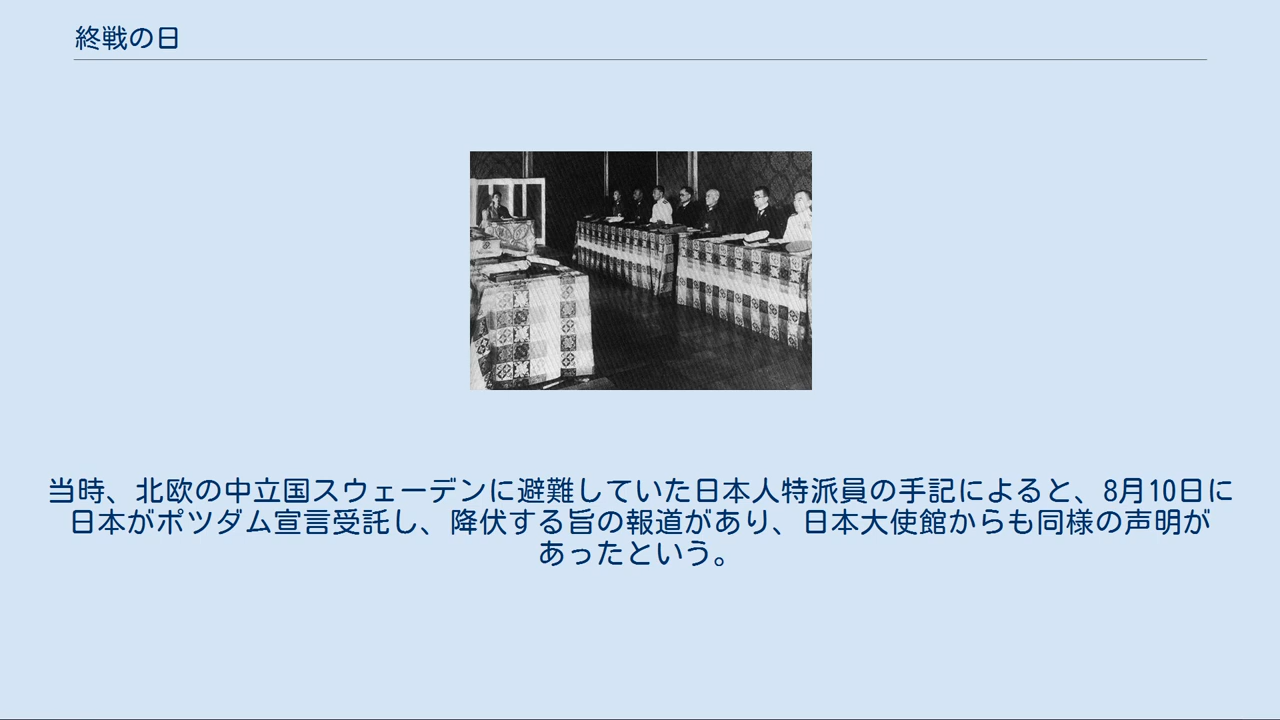 終戦の日
当時、北欧の中立国スウェーデンに避難していた日本人特派員の手記によると、8月10日に
日本がポツダム宣言受託し、降伏する旨の報道があり、日本大使館からも同様の声明が
あったという。